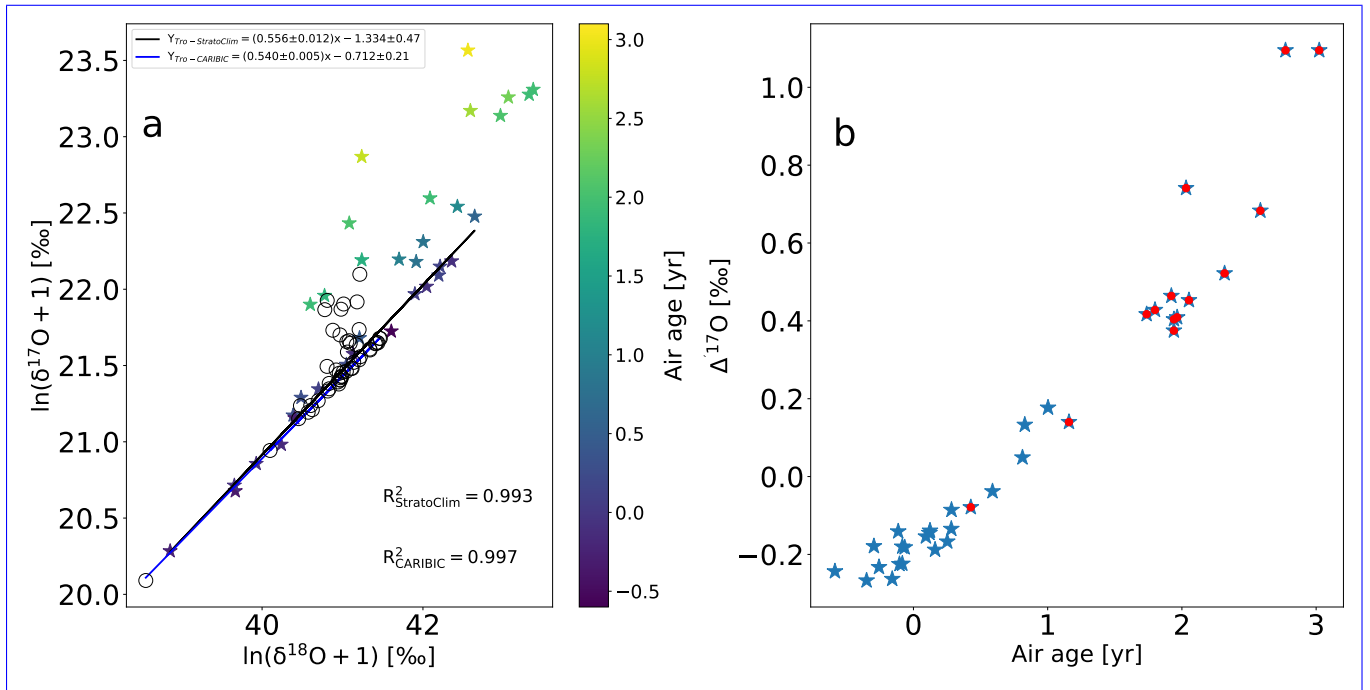 Y_Tro−StratoClim = (0.556±0.012)x − 1.334±0.47
Y_Tro−CARIBIC = (0.540±0.005)x − 0.712±0.21
a
23.5
23.0
22.5
22.0
21.5
21.0
20.5
20.0
ln(δ¹⁷O + 1) [‰]
R²_StratoClim = 0.993
R²_CARIBIC = 0.997
40
42
ln(δ¹⁸O + 1) [‰]
3.0
2.5
2.0
1.5
1.0
0.5
0.0
−0.5
Air age [yr]
b
1.0
0.8
0.6
0.4
0.2
0.0
−0.2
Δ′¹⁷O [‰]
0
1
2
3
Air age [yr]